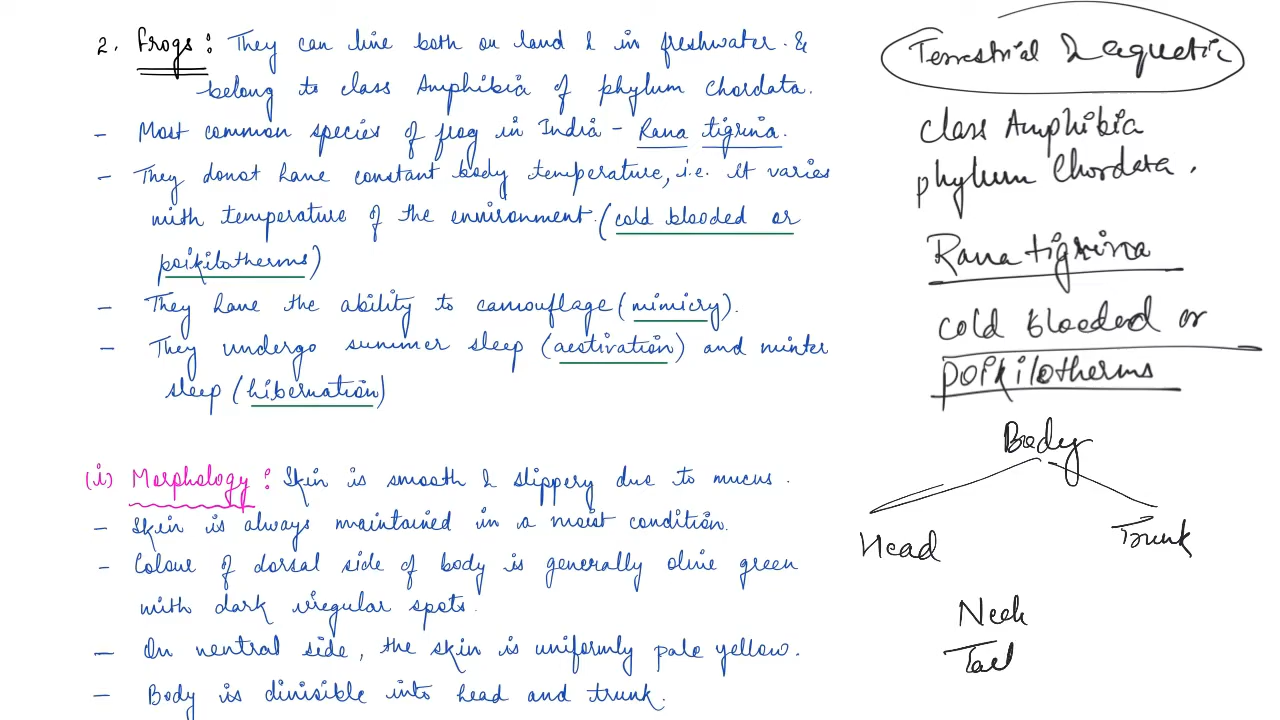 2. Frogs: They can live both on land & in freshwater &
belong to class Amphibia of phylum Chordata.
- Most common species of frog in India - Rana tigrina.
- They donot have constant body temperature, i.e. it varies
with temperature of the environment. (cold blooded or
poikilotherms)
- They have the ability to camouflage (mimicry).
- They undergo summer sleep (aestivation) and winter
sleep (hibernation)
(i) Morphology: Skin is smooth & slippery due to mucus.
- Skin is always maintained in a moist condition.
- Colour of dorsal side of body is generally olive green
with dark irregular spots.
- On ventral side, the skin is uniformly pale yellow.
- Body is divisible into head and trunk.
Terrestrial & aquetic
class Amphibia
phylum Chordata.
Rana tigrina
cold blooded or
poikilotherms
Body
Head Trunk
Neck
Tail